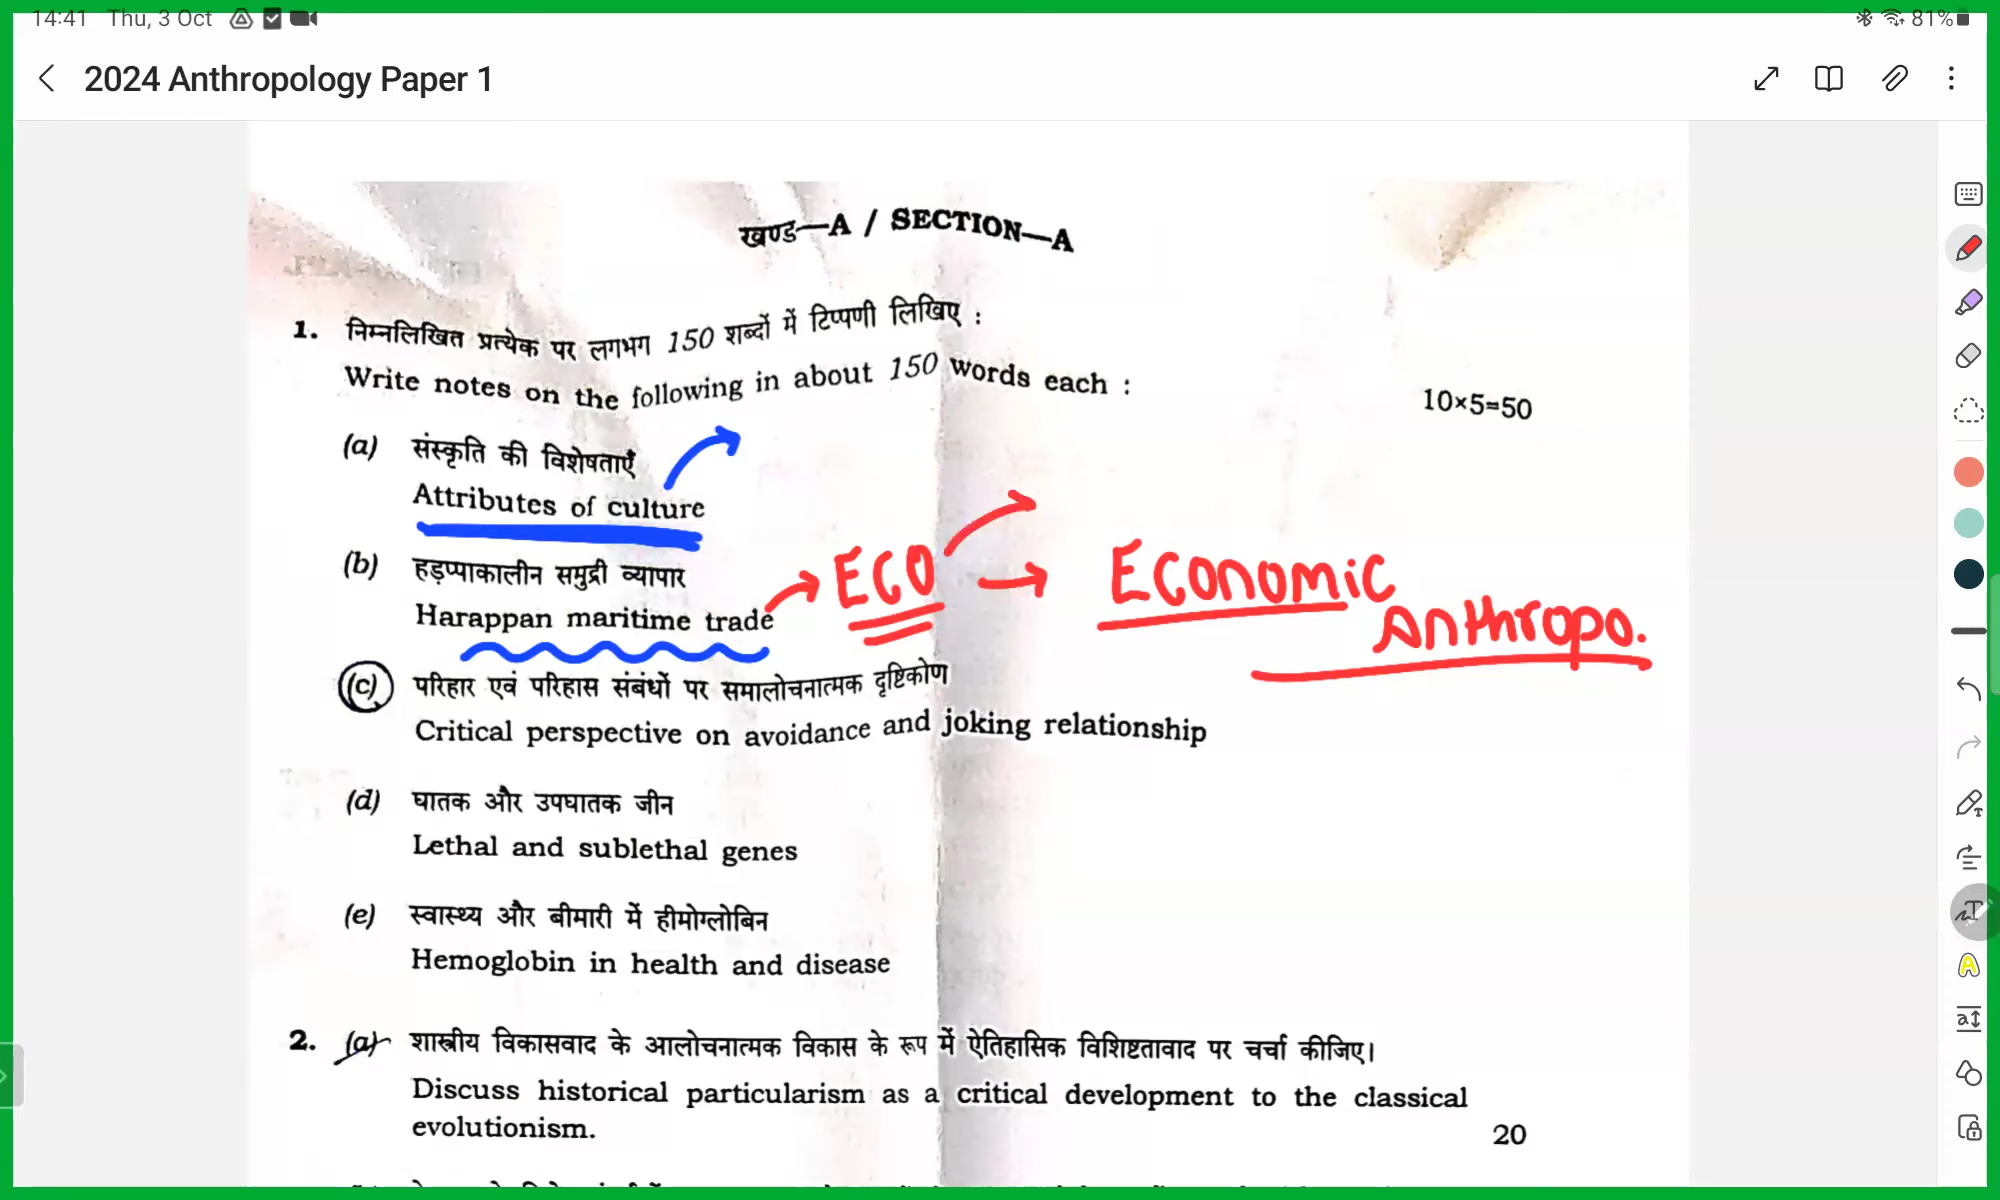 14:41 Thu, 3 Oct
81%
2024 Anthropology Paper 1
खण्ड—A / SECTION—A
1. निम्नलिखित प्रत्येक पर लगभग 150 शब्दों में टिप्पणी लिखिए :
Write notes on the following in about 150 words each :
10×5=50
(a) संस्कृति की विशेषताएँ
Attributes of culture
(b) हड़प्पाकालीन समुद्री व्यापार
Harappan maritime trade
ECO
Economic
Anthropo.
(c) परिहार एवं परिहास संबंधों पर समालोचनात्मक दृष्टिकोण
Critical perspective on avoidance and joking relationship
(d) घातक और उपघातक जीन
Lethal and sublethal genes
(e) स्वास्थ्य और बीमारी में हीमोग्लोबिन
Hemoglobin in health and disease
2. (a) शास्त्रीय विकासवाद के आलोचनात्मक विकास के रूप में ऐतिहासिक विशिष्टतावाद पर चर्चा कीजिए।
Discuss historical particularism as a critical development to the classical
evolutionism.
20